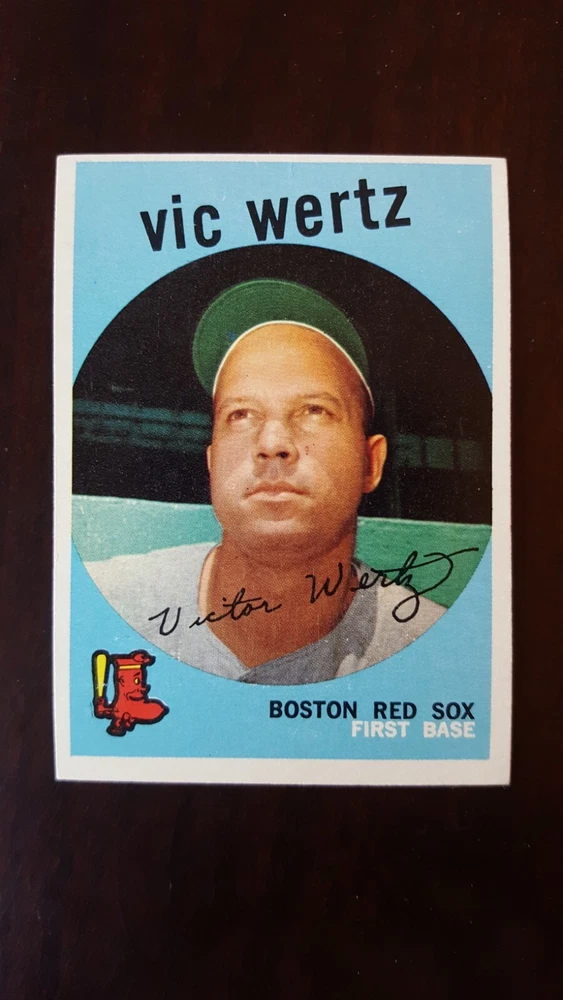 vic wertz
Victor Wertz
BOSTON RED SOX
FIRST BASE